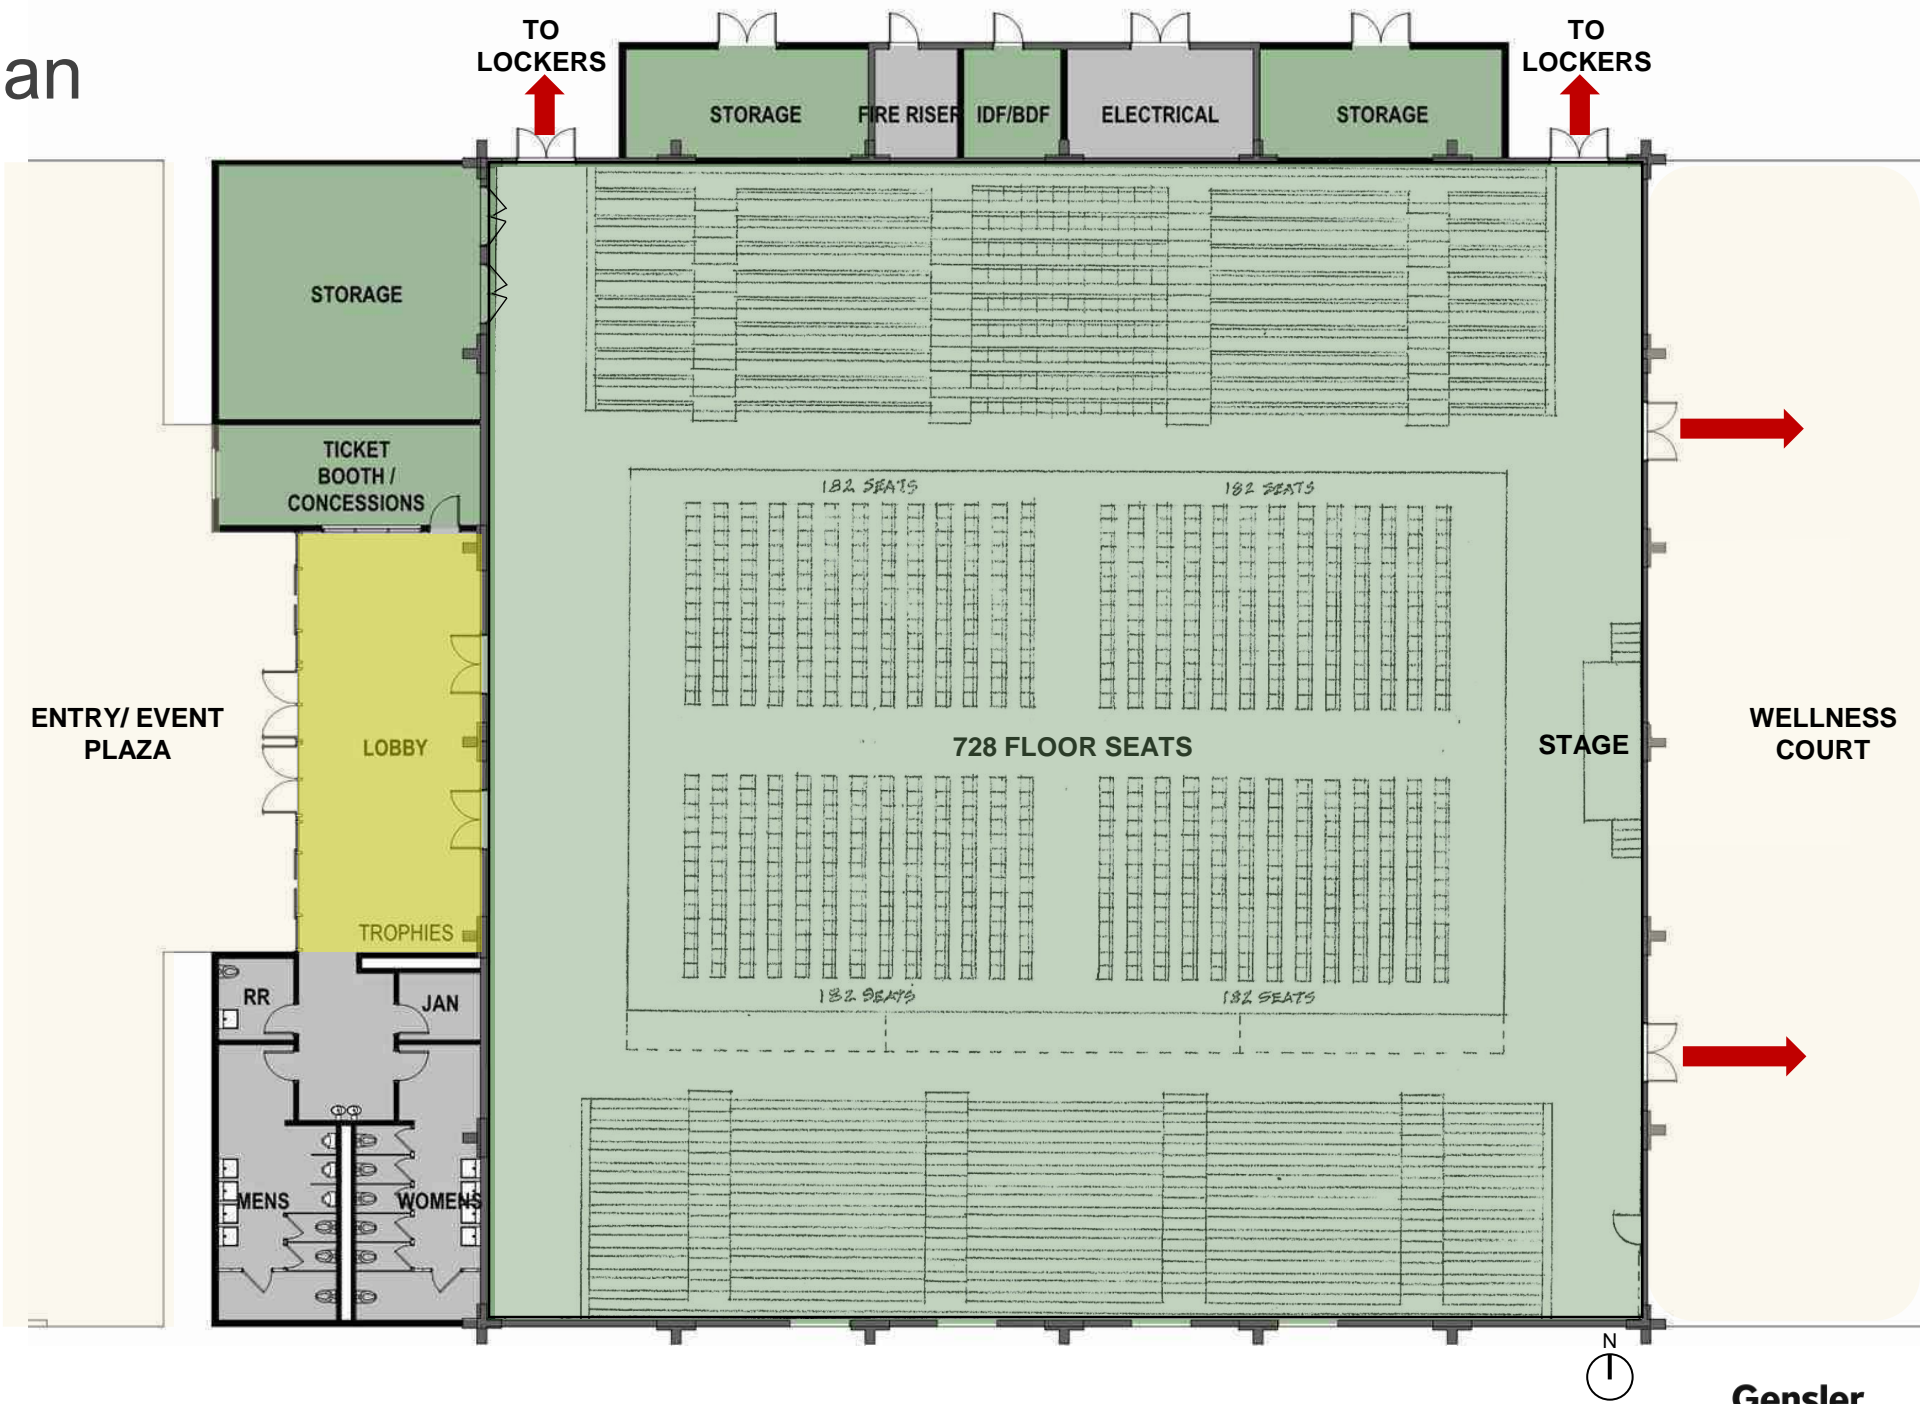 an
TO
LOCKERS
TO
LOCKERS
STORAGE
FIRE RISER
IDF/BDF
ELECTRICAL
STORAGE
STORAGE
TICKET
BOOTH /
CONCESSIONS
182 SEATS
182 SEATS
ENTRY/ EVENT
PLAZA
LOBBY
728 FLOOR SEATS
STAGE
WELLNESS
COURT
TROPHIES
182 SEATS
182 SEATS
RR
JAN
MENS
WOMENS
N
Gensler